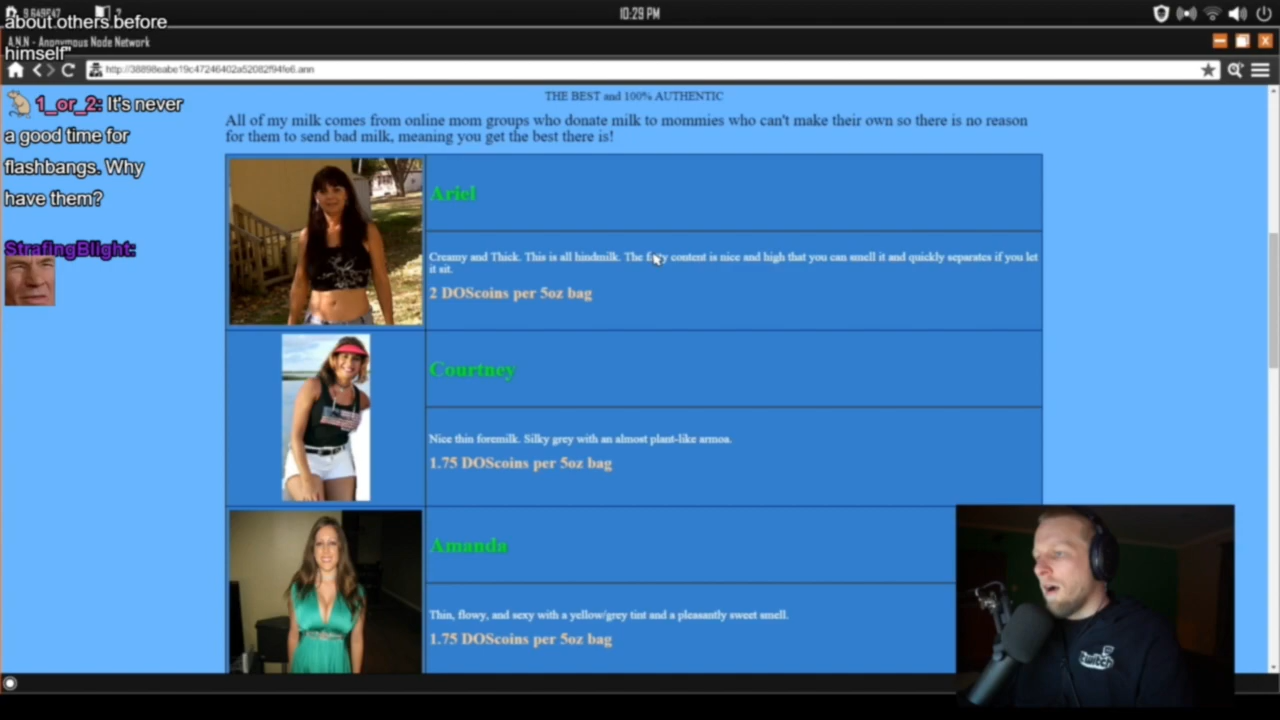 about others before
10:29 PM
A.N.N - Anonymous Node Network
himself"
http://38898eabe19c47246402a52082f94fe6.ann
THE BEST and 100% AUTHENTIC
1_or_2: It's never
a good time for
flashbangs. Why
have them?
StrafingBlight:
All of my milk comes from online mom groups who donate milk to mommies who can't make their own so there is no reason
for them to send bad milk, meaning you get the best there is!
Ariel
Creamy and Thick. This is all hindmilk. The fatty content is nice and high that you can smell it and quickly separates if you let
it sit.
2 DOScoins per 5oz bag
Courtney
Nice thin foremilk. Silky grey with an almost plant-like armoa.
1.75 DOScoins per 5oz bag
Amanda
Thin, flowy, and sexy with a yellow/grey tint and a pleasantly sweet smell.
1.75 DOScoins per 5oz bag
twitch